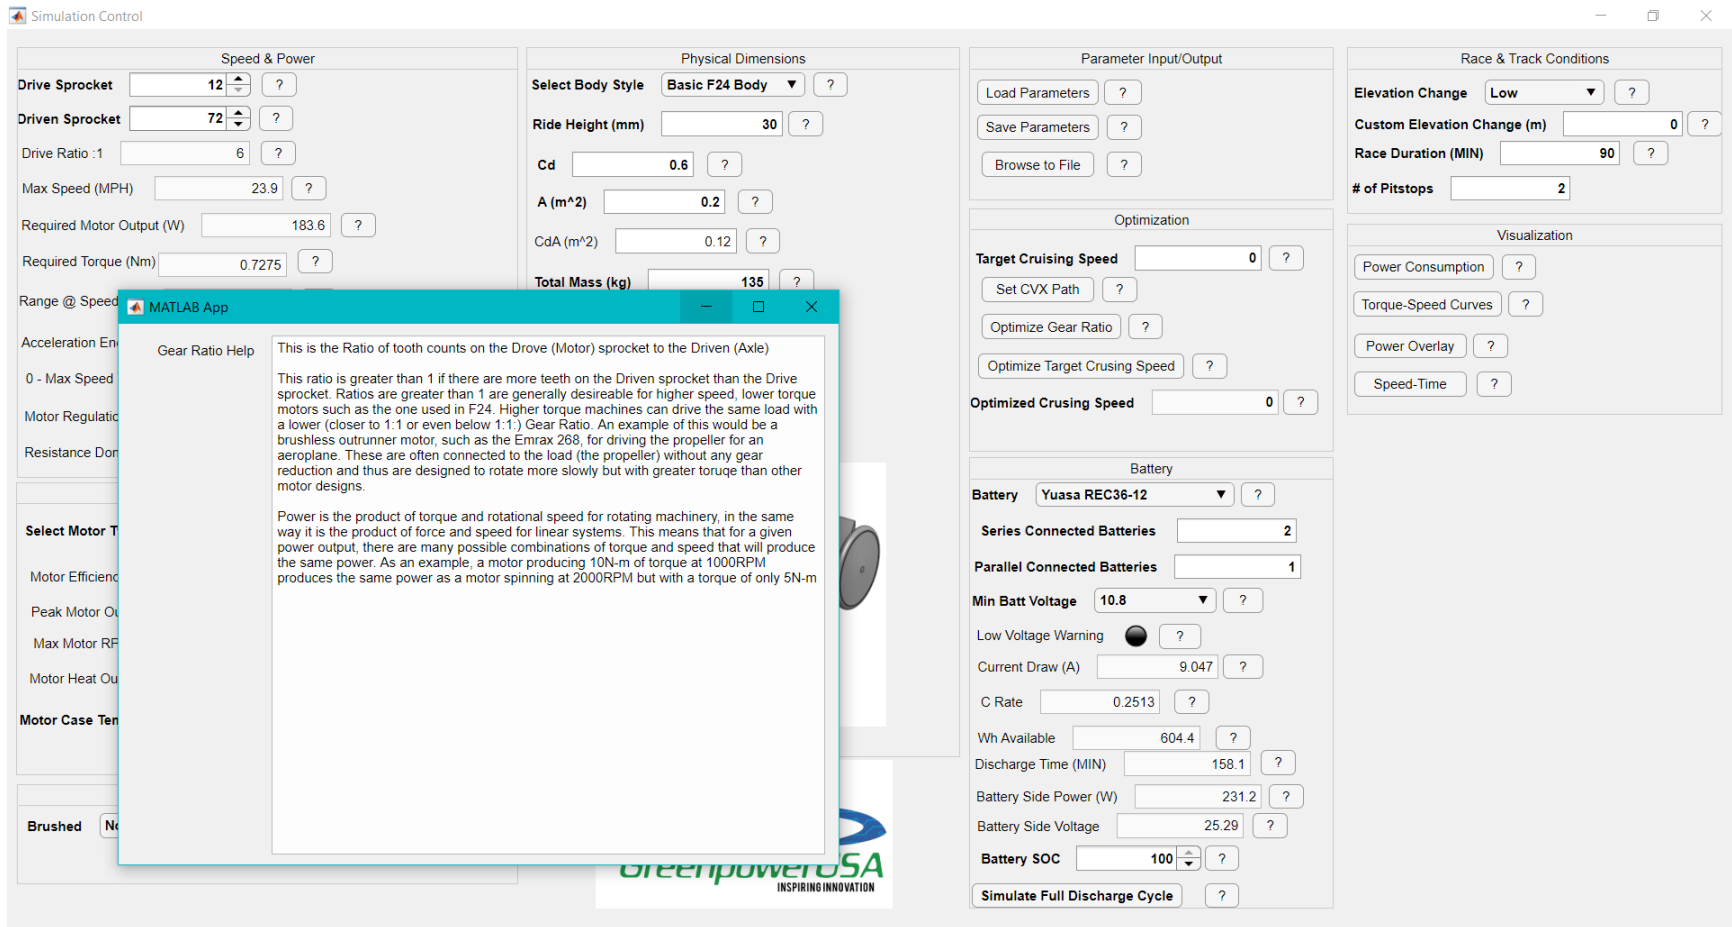 Simulation Control
Speed & Power
Drive Sprocket 12 ?
Driven Sprocket 72 ?
Drive Ratio :1 6 ?
Max Speed (MPH) 23.9 ?
Required Motor Output (W) 183.6 ?
Required Torque (Nm) 0.7275 ?
Range @ Speed
Acceleration En
0 - Max Speed
Motor Regulatio
Resistance Don
Select Motor T
Motor Efficienc
Peak Motor Ou
Max Motor RP
Motor Heat Ou
Motor Case Ten
Brushed No
Physical Dimensions
Select Body Style Basic F24 Body ?
Ride Height (mm) 30 ?
Cd 0.6 ?
A (m^2) 0.2 ?
CdA (m^2) 0.12 ?
Total Mass (kg) 135 ?
MATLAB App
Gear Ratio Help
This is the Ratio of tooth counts on the Drove (Motor) sprocket to the Driven (Axle)
This ratio is greater than 1 if there are more teeth on the Driven sprocket than the Drive
sprocket. Ratios are greater than 1 are generally desireable for higher speed, lower torque
motors such as the one used in F24. Higher torque machines can drive the same load with
a lower (closer to 1:1 or even below 1:1:) Gear Ratio. An example of this would be a
brushless outrunner motor, such as the Emrax 268, for driving the propeller for an
aeroplane. These are often connected to the load (the propeller) without any gear
reduction and thus are designed to rotate more slowly but with greater toruqe than other
motor designs.
Power is the product of torque and rotational speed for rotating machinery, in the same
way it is the product of force and speed for linear systems. This means that for a given
power output, there are many possible combinations of torque and speed that will produce
the same power. As an example, a motor producing 10N-m of torque at 1000RPM
produces the same power as a motor spinning at 2000RPM but with a torque of only 5N-m
GreenpowerUSA
INSPIRING INNOVATION
Parameter Input/Output
Load Parameters ?
Save Parameters ?
Browse to File ?
Optimization
Target Cruising Speed 0 ?
Set CVX Path ?
Optimize Gear Ratio ?
Optimize Target Crusing Speed ?
Optimized Crusing Speed 0 ?
Battery
Battery Yuasa REC36-12 ?
Series Connected Batteries 2
Parallel Connected Batteries 1
Min Batt Voltage 10.8 ?
Low Voltage Warning ?
Current Draw (A) 9.047 ?
C Rate 0.2513 ?
Wh Available 604.4 ?
Discharge Time (MIN) 158.1 ?
Battery Side Power (W) 231.2 ?
Battery Side Voltage 25.29 ?
Battery SOC 100 ?
Simulate Full Discharge Cycle ?
Race & Track Conditions
Elevation Change Low ?
Custom Elevation Change (m) 0 ?
Race Duration (MIN) 90 ?
# of Pitstops 2
Visualization
Power Consumption ?
Torque-Speed Curves ?
Power Overlay ?
Speed-Time ?